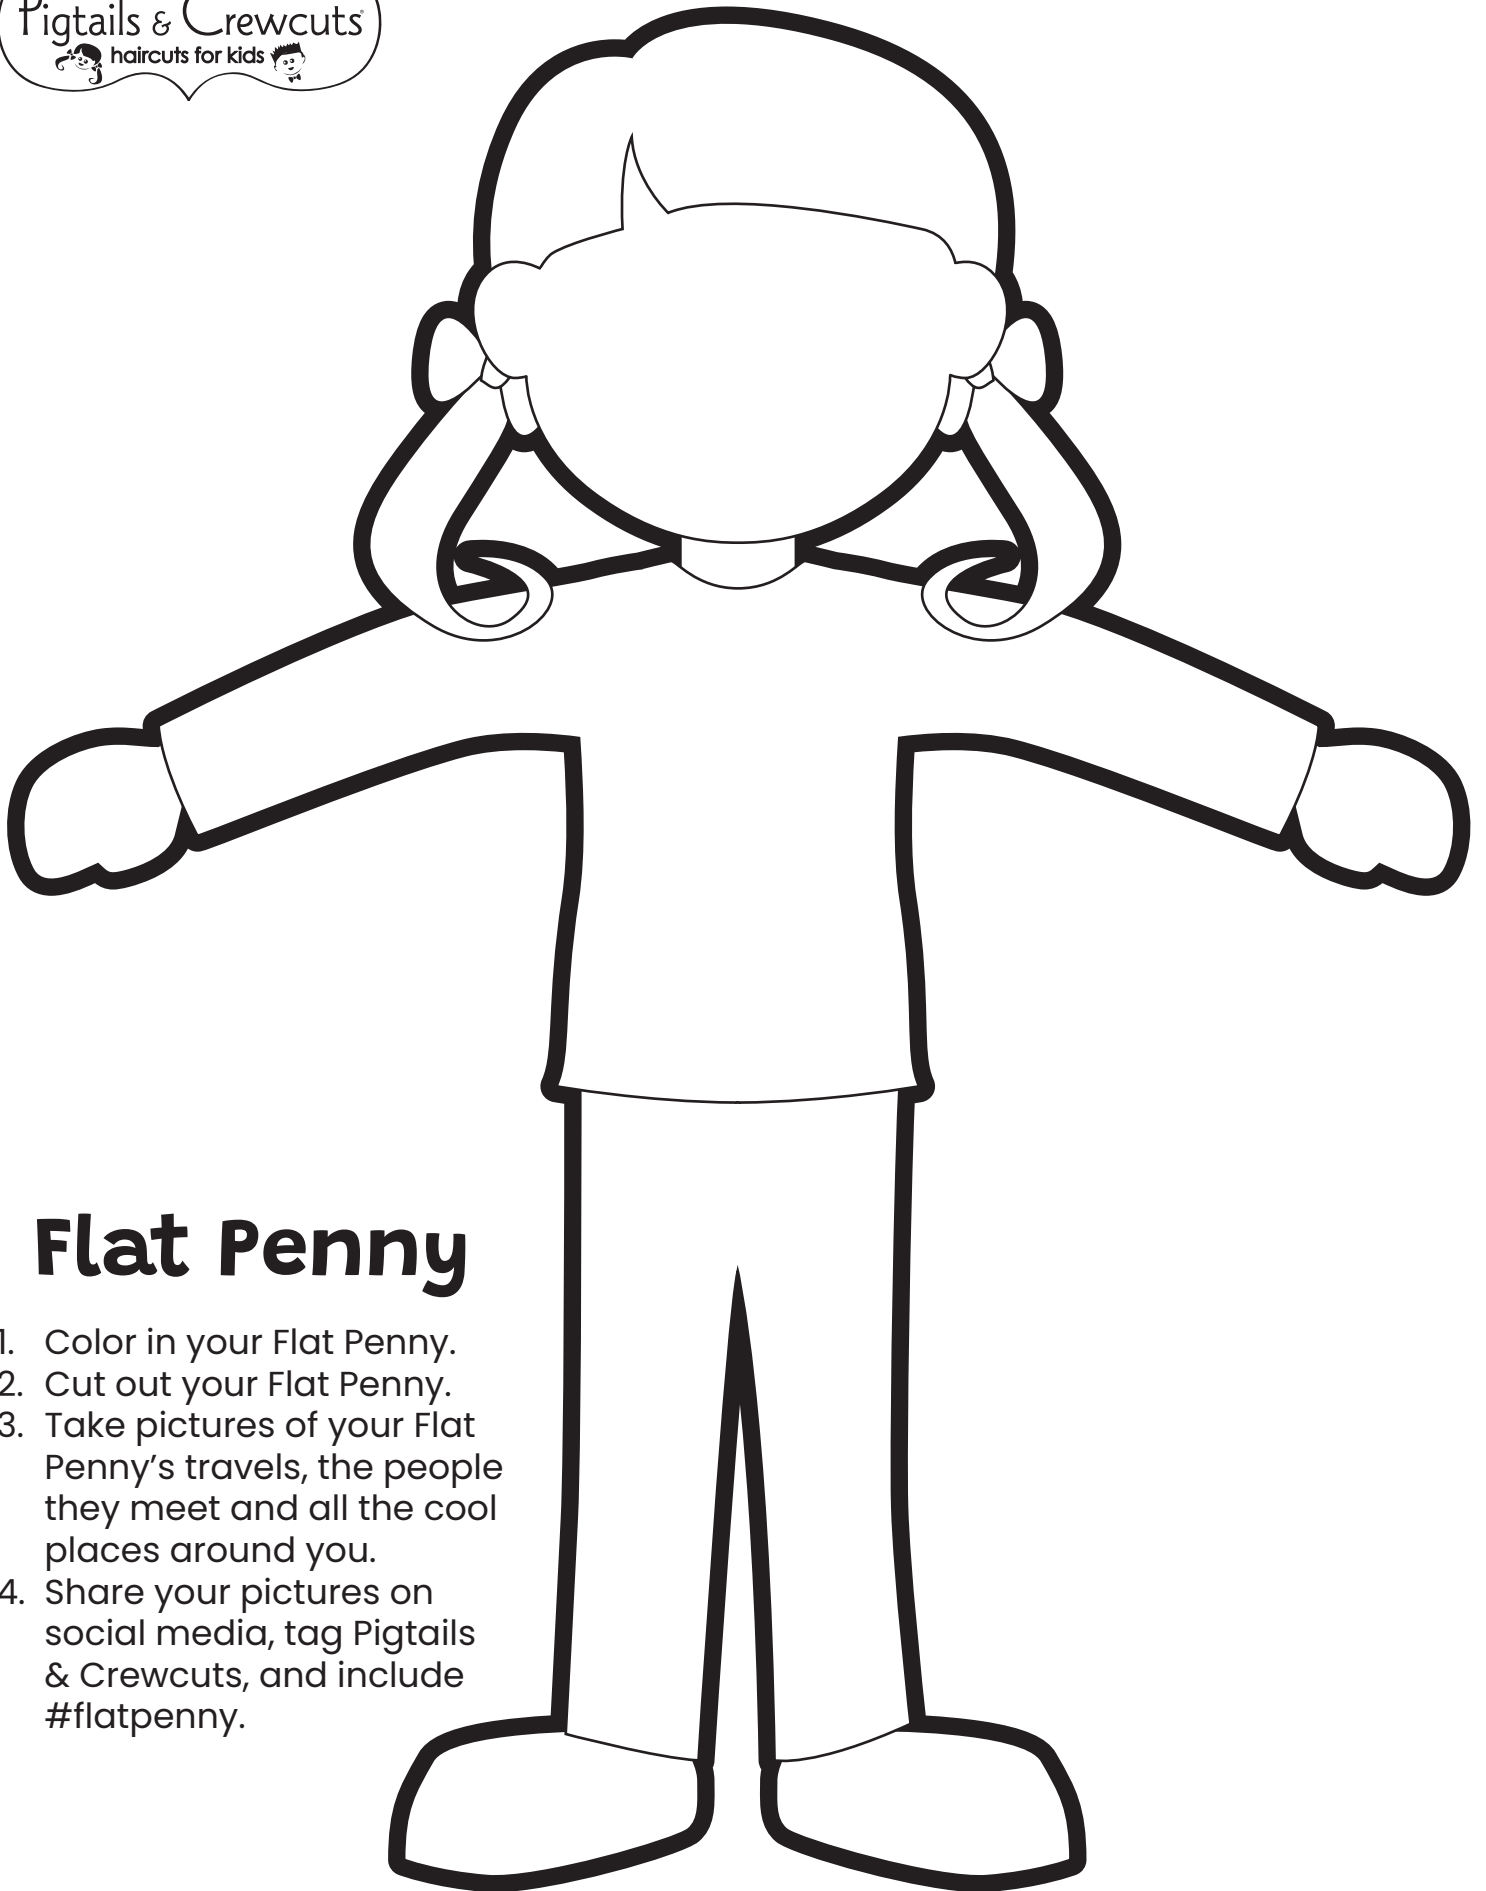 Pigtails & Crewcuts
haircuts for kids
Flat Penny
1. Color in your Flat Penny.
2. Cut out your Flat Penny.
3. Take pictures of your Flat
Penny’s travels, the people
they meet and all the cool
places around you.
4. Share your pictures on
social media, tag Pigtails
& Crewcuts, and include
#flatpenny.